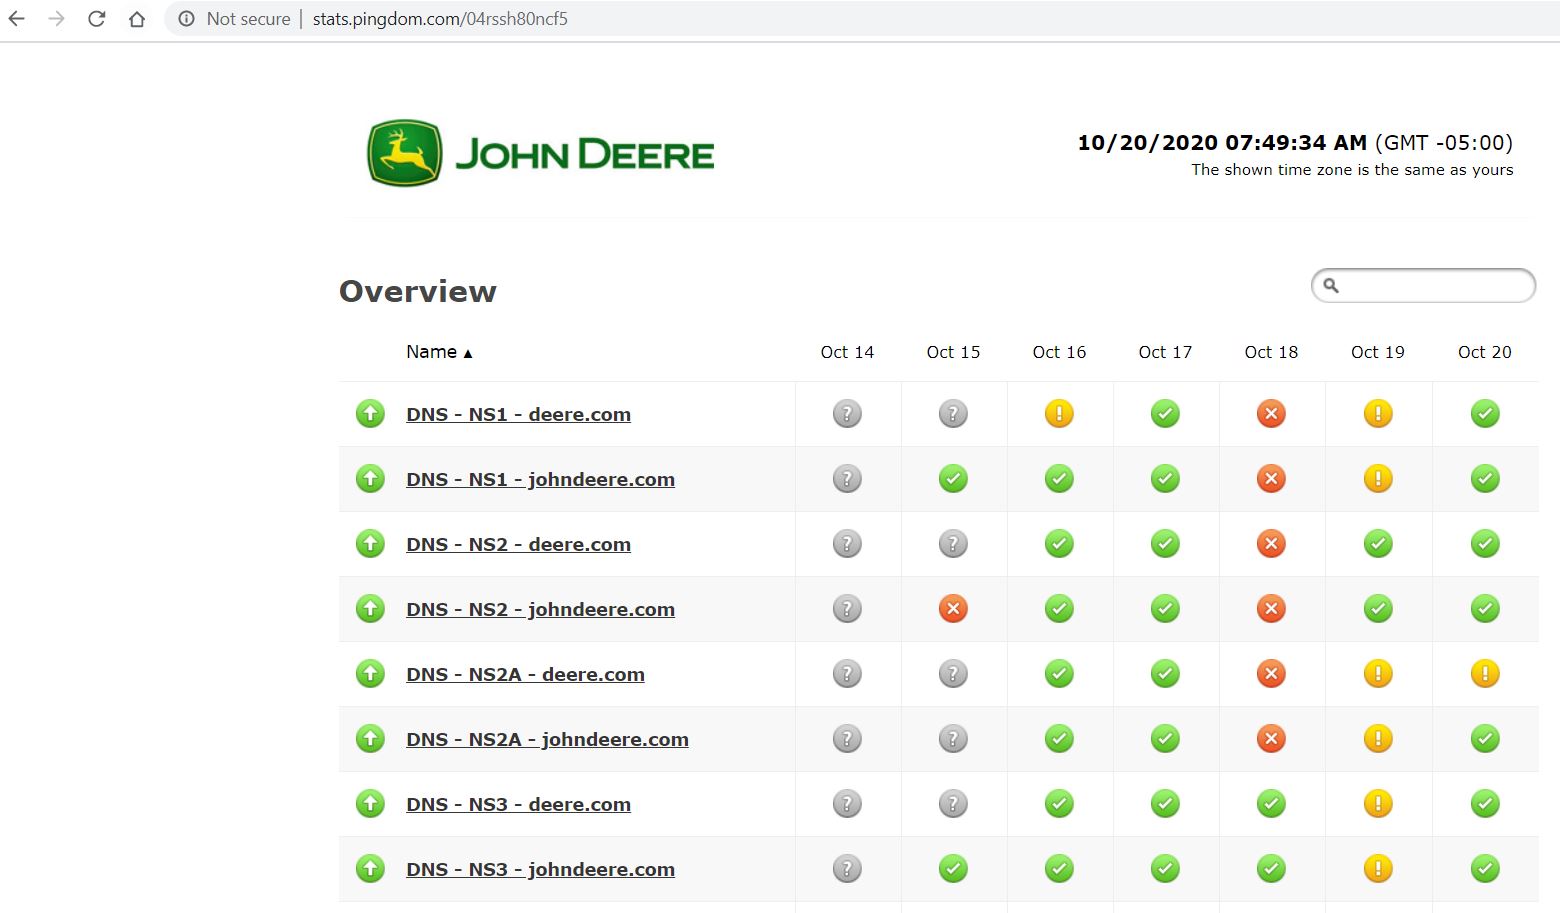 Not secure | stats.pingdom.com/04rssh80ncf5
JOHN DEERE
10/20/2020 07:49:34 AM (GMT -05:00)
The shown time zone is the same as yours
Overview
Name ▲ Oct 14 Oct 15 Oct 16 Oct 17 Oct 18 Oct 19 Oct 20
DNS - NS1 - deere.com
DNS - NS1 - johndeere.com
DNS - NS2 - deere.com
DNS - NS2 - johndeere.com
DNS - NS2A - deere.com
DNS - NS2A - johndeere.com
DNS - NS3 - deere.com
DNS - NS3 - johndeere.com